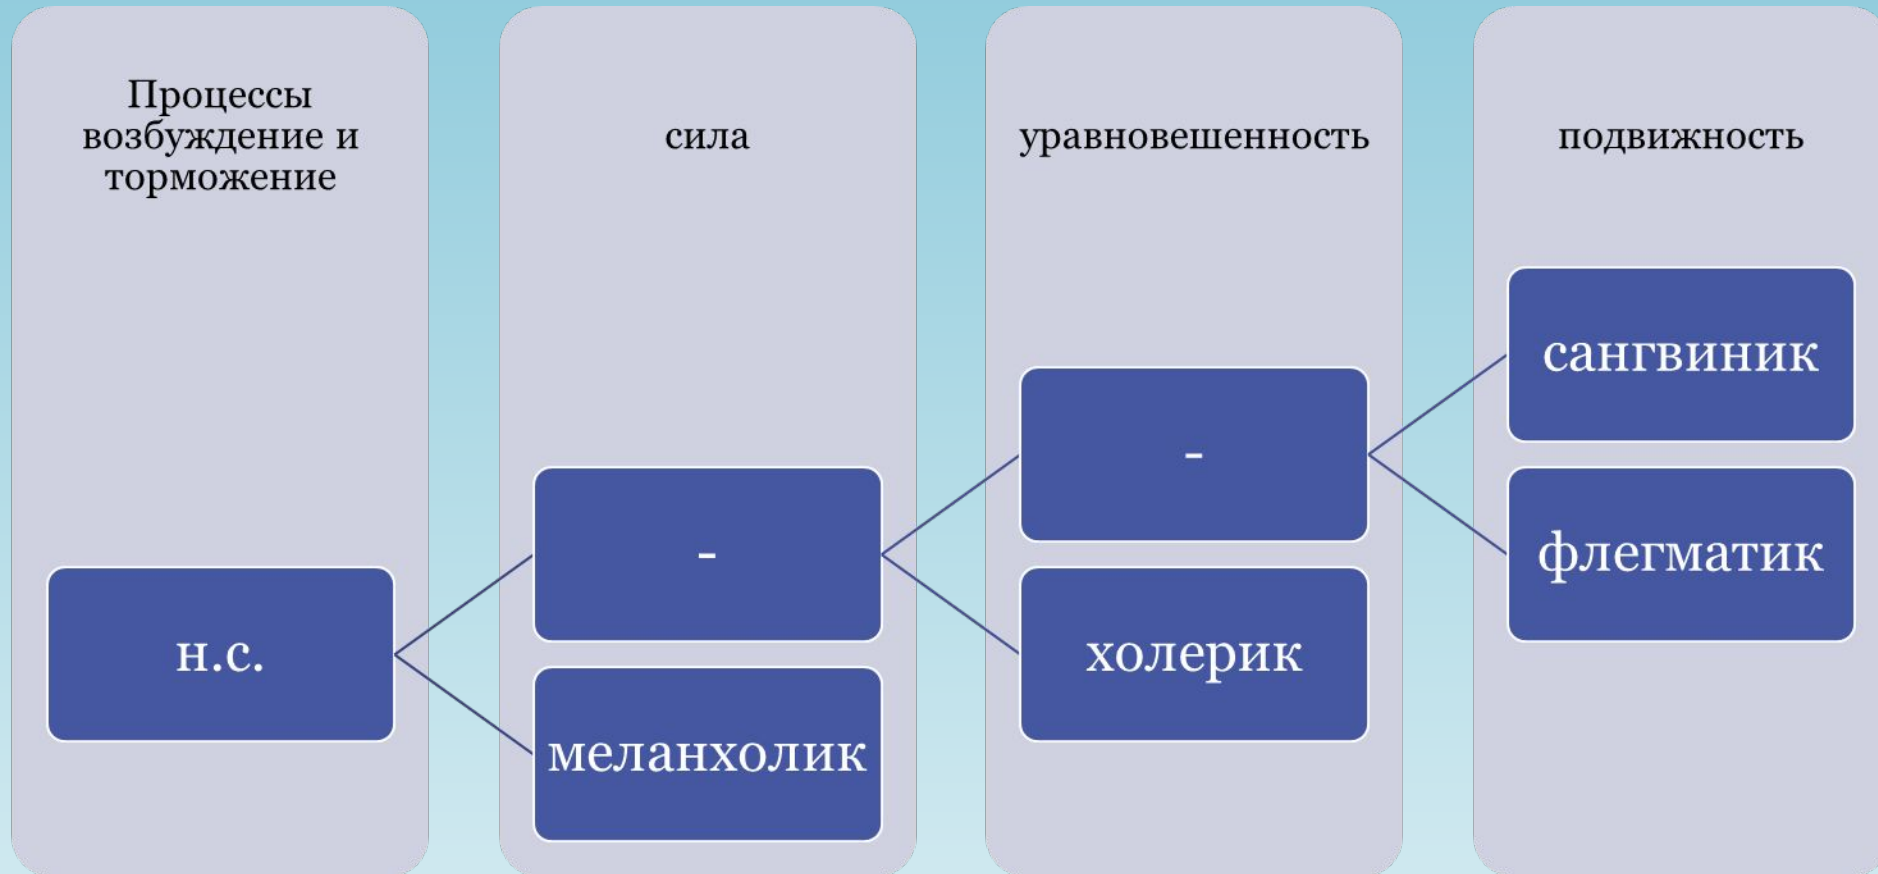 Процессы
возбуждение и
торможение
сила
уравновешенность
подвижность
н.с.
-
меланхолик
-
холерик
сангвиник
флегматик